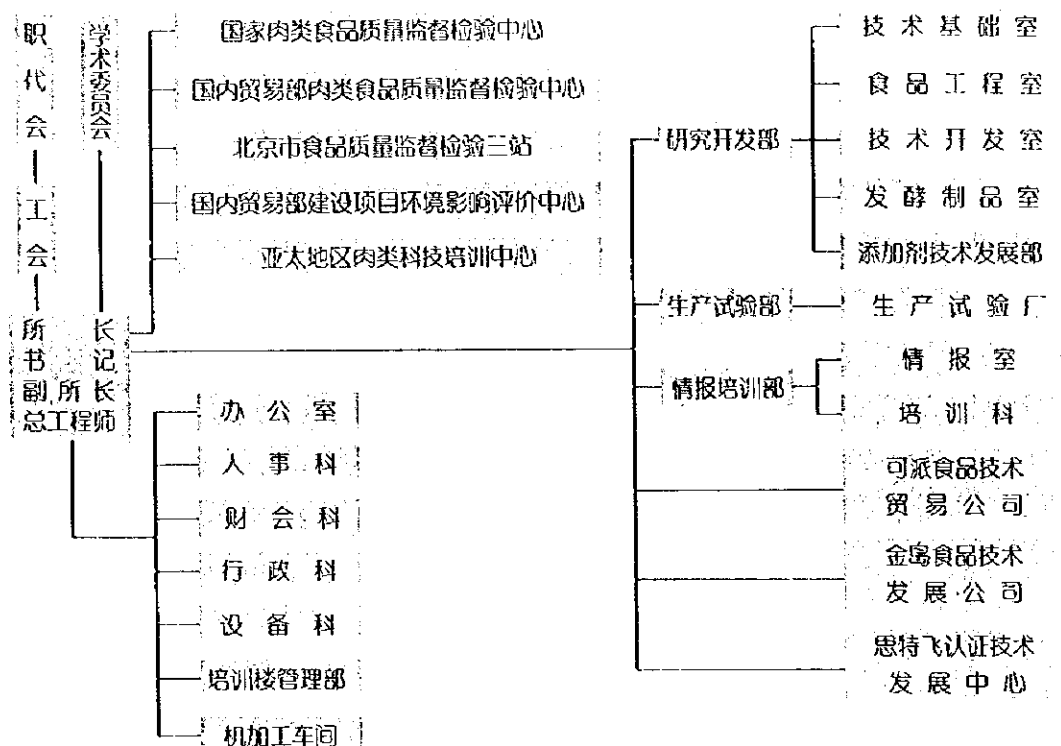 职代会
工会
学术委员会
所长
书记
副所长
总工程师
国家肉类食品质量监督检验中心
国内贸易部肉类食品质量监督检验中心
北京市食品质量监督检验三站
国内贸易部建设项目环境影响评价中心
亚太地区肉类科技培训中心
办公室
人事科
财会科
行政科
设备科
培训楼管理部
机加工车间
研究开发部
技术基础室
食品工程室
技术开发室
发酵制品室
添加剂技术发展部
生产试验部
生产试验厂
情报培训部
情报室
培训科
可派食品技术
贸易公司
金岛食品技术
发展公司
思特飞认证技术
发展中心